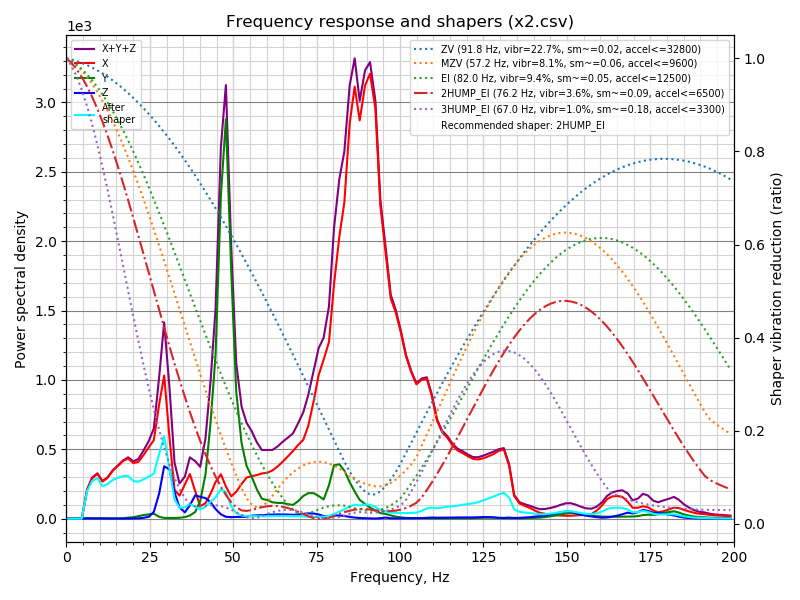 Frequency response and shapers (x2.csv)
1e3
X+Y+Z
X
Y
Z
After
shaper
ZV (91.8 Hz, vibr=22.7%, sm~=0.02, accel<=32800)
MZV (57.2 Hz, vibr=8.1%, sm~=0.06, accel<=9600)
EI (82.0 Hz, vibr=9.4%, sm~=0.05, accel<=12500)
2HUMP_EI (76.2 Hz, vibr=3.6%, sm~=0.09, accel<=6500)
3HUMP_EI (67.0 Hz, vibr=1.0%, sm~=0.18, accel<=3300)
Recommended shaper: 2HUMP_EI
Power spectral density
3.0
2.5
2.0
1.5
1.0
0.5
0.0
1.0
0.8
0.6
0.4
0.2
0.0
Shaper vibration reduction (ratio)
0 25 50 75 100 125 150 175 200
Frequency, Hz